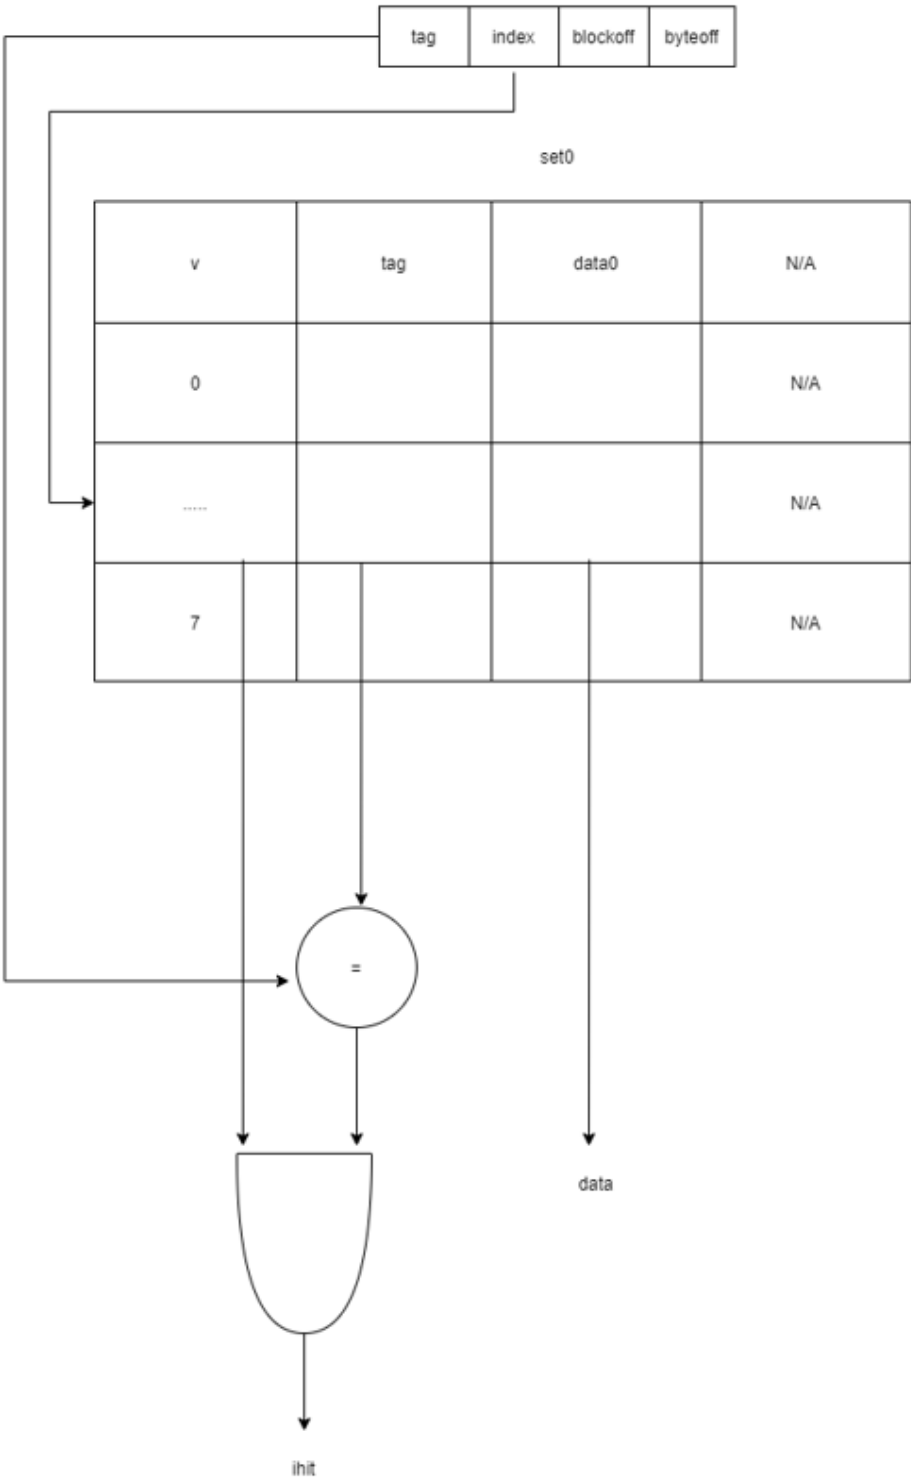 tag index blockoff byteoff
set0
v tag data0 N/A
0 N/A
..... N/A
7 N/A
=
data
ihit